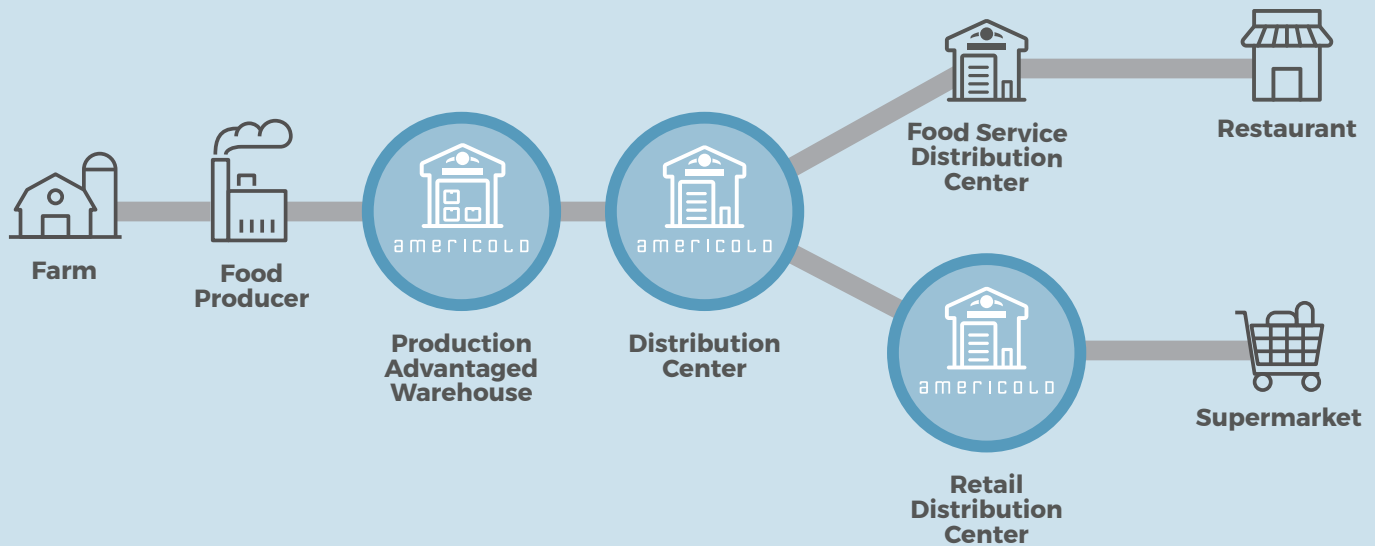 Farm
Food
Producer
americold
Production
Advantaged
Warehouse
americold
Distribution
Center
Food Service
Distribution
Center
Restaurant
americold
Retail
Distribution
Center
Supermarket